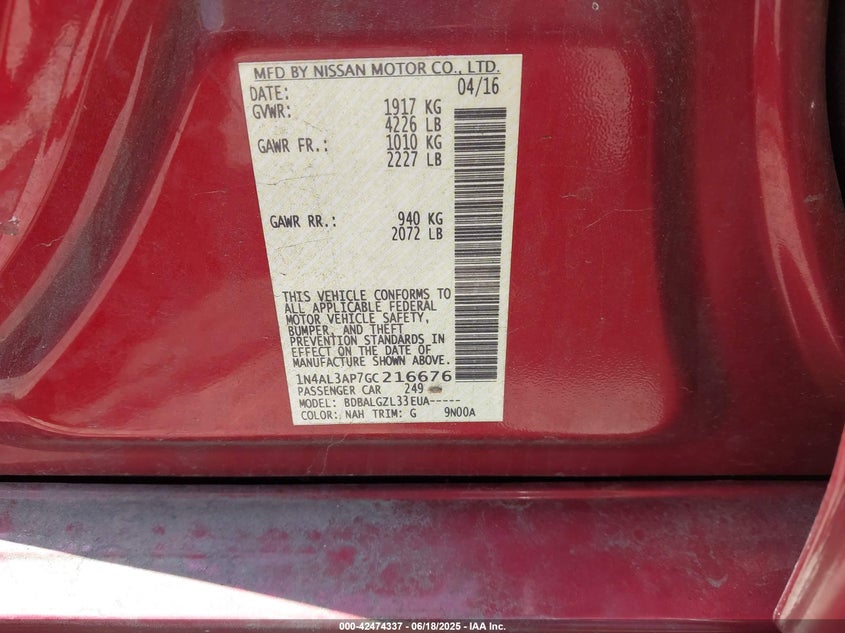 MFD BY NISSAN MOTOR CO., LTD.
DATE: 04/16
GVWR: 1917 KG
4226 LB
GAWR FR.: 1010 KG
2227 LB
GAWR RR.: 940 KG
2072 LB
THIS VEHICLE CONFORMS TO
ALL APPLICABLE FEDERAL
MOTOR VEHICLE SAFETY,
BUMPER, AND THEFT
PREVENTION STANDARDS IN
EFFECT ON THE DATE OF
MANUFACTURE SHOWN ABOVE.
1N4AL3AP7GC216676
PASSENGER CAR 249
MODEL: BDBALGZL33EUA-----
COLOR: NAH TRIM: G 9N00A
000-42474337 - 06/18/2025 - IAA Inc.